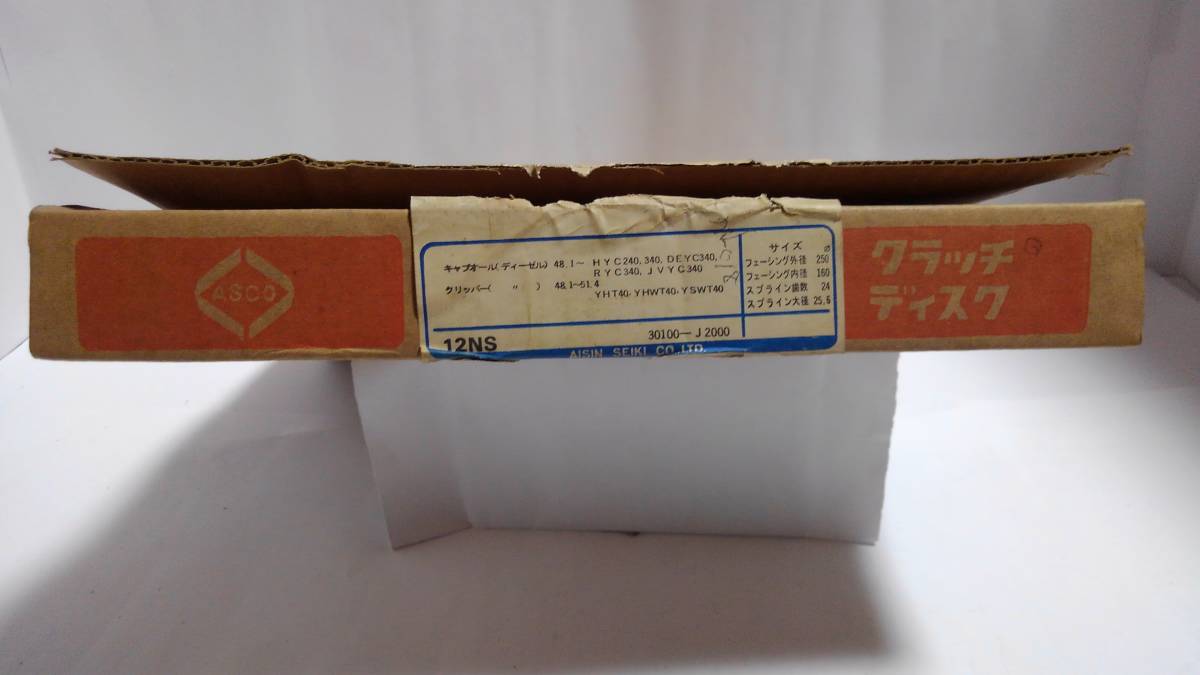 ASCO
キャブオール(ディーゼル) 48.1～ HYC240, 340, DEYC340,
RYC340, JVYC340
クリッパー( 〃 ) 48.1～51.4
YHT40, YHWT40, YSWT40
12NS
30100－J2000
AISIN SEIKI CO.,LTD.
サイズ ø
フェーシング外径 250
フェーシング内径 160
スプライン歯数 24
スプライン大径 25.6
クラッチ
ディスク